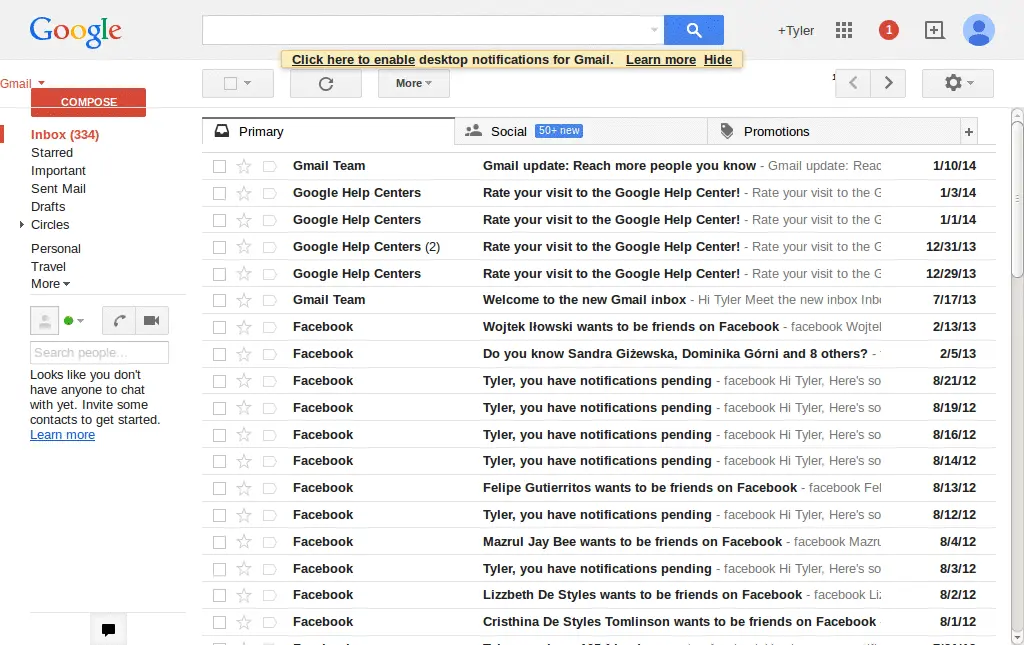 Google
+Tyler
1
Click here to enable desktop notifications for Gmail. Learn more Hide
Gmail
More
COMPOSE
Inbox (334)
Starred
Important
Sent Mail
Drafts
Circles
Personal
Travel
More
Search people...
Looks like you don't
have anyone to chat
with yet. Invite some
contacts to get started.
Learn more
Primary
Social 50+ new
Promotions
+
Gmail Team Gmail update: Reach more people you know - Gmail update: Reac 1/10/14
Google Help Centers Rate your visit to the Google Help Center! - Rate your visit to the G 1/3/14
Google Help Centers Rate your visit to the Google Help Center! - Rate your visit to the G 1/1/14
Google Help Centers (2) Rate your visit to the Google Help Center! - Rate your visit to the G 12/31/13
Google Help Centers Rate your visit to the Google Help Center! - Rate your visit to the G 12/29/13
Gmail Team Welcome to the new Gmail inbox - Hi Tyler Meet the new inbox Inb 7/17/13
Facebook Wojtek Iłowski wants to be friends on Facebook - facebook Wojtek 2/13/13
Facebook Do you know Sandra Giżewska, Dominika Górni and 8 others? - 2/5/13
Facebook Tyler, you have notifications pending - facebook Hi Tyler, Here's so 8/21/12
Facebook Tyler, you have notifications pending - facebook Hi Tyler, Here's so 8/19/12
Facebook Tyler, you have notifications pending - facebook Hi Tyler, Here's so 8/16/12
Facebook Tyler, you have notifications pending - facebook Hi Tyler, Here's so 8/14/12
Facebook Felipe Gutierritos wants to be friends on Facebook - facebook Fel 8/13/12
Facebook Tyler, you have notifications pending - facebook Hi Tyler, Here's so 8/12/12
Facebook Mazrul Jay Bee wants to be friends on Facebook - facebook Mazru 8/4/12
Facebook Tyler, you have notifications pending - facebook Hi Tyler, Here's so 8/3/12
Facebook Lizzbeth De Styles wants to be friends on Facebook - facebook Liz 8/2/12
Facebook Cristhina De Styles Tomlinson wants to be friends on Facebook 8/1/12